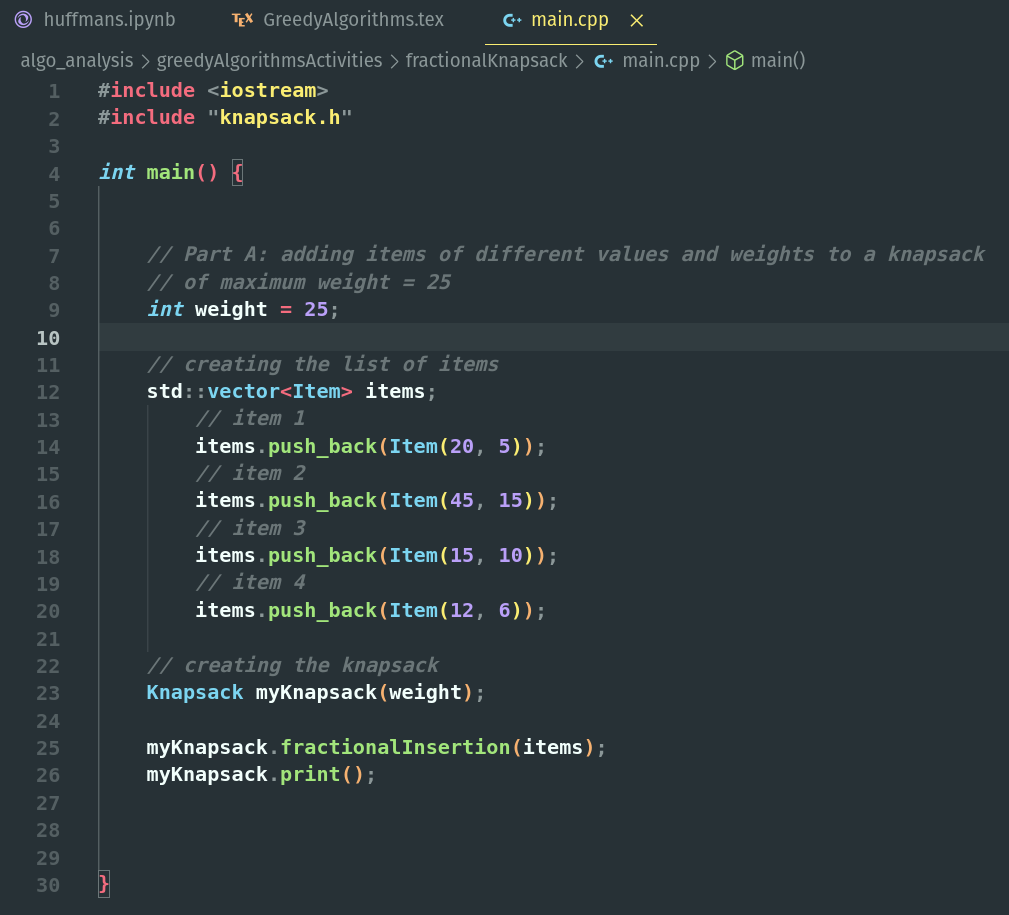 huffmans.ipynb GreedyAlgorithms.tex main.cpp
algo_analysis > greedyAlgorithmsActivities > fractionalKnapsack > main.cpp > main()
1 #include <iostream>
2 #include "knapsack.h"
3
4 int main() {
5
6
7     // Part A: adding items of different values and weights to a knapsack
8     // of maximum weight = 25
9     int weight = 25;
10
11     // creating the list of items
12     std::vector<Item> items;
13         // item 1
14         items.push_back(Item(20, 5));
15         // item 2
16         items.push_back(Item(45, 15));
17         // item 3
18         items.push_back(Item(15, 10));
19         // item 4
20         items.push_back(Item(12, 6));
21
22     // creating the knapsack
23     Knapsack myKnapsack(weight);
24
25     myKnapsack.fractionalInsertion(items);
26     myKnapsack.print();
27
28
29
30 }